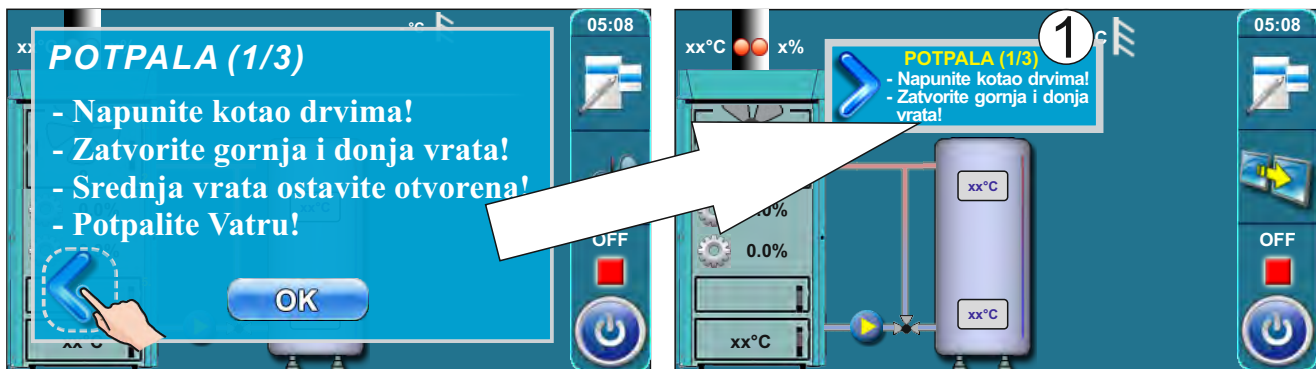 05:08
°C
xx
POTPALA (1/3)
- Napunite kotao drvima!
- Zatvorite gornja i donja vrata!
- Srednja vrata ostavite otvorena!
- Potpalite Vatru!
OK
OFF
xx°C
05:08
xx°C
x%
1
C
POTPALA (1/3)
- Napunite kotao drvima!
- Zatvorite gornja i donja
vrata!
xx°C
0%
0.0%
OFF
xx°C
xx°C